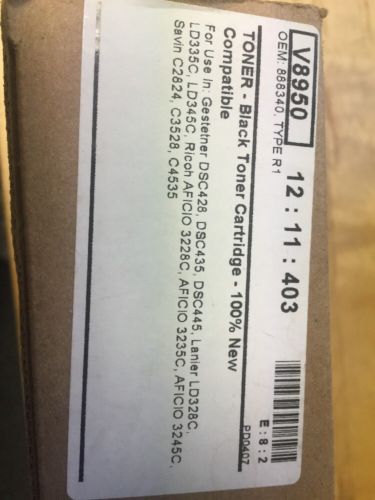 V8950 12:11:403 E:8:2
OEM: 888340, TYPE R1 PD0407
TONER - Black Toner Cartridge - 100% New
Compatible
For Use In: Gestetner DSC428, DSC435, DSC445, Lanier LD328C,
LD335C, LD345C, Ricoh AFICIO 3228C, AFICIO 3235C, AFICIO 3245C,
Savin C2824, C3528, C4535